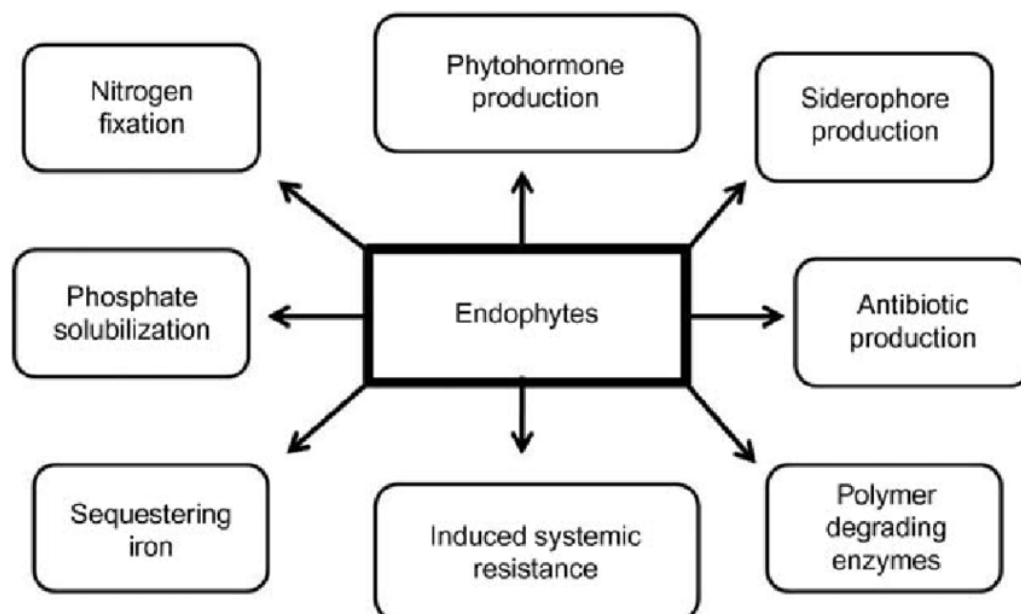 Nitrogen
fixation
Phytohormone
production
Siderophore
production
Phosphate
solubilization
Endophytes
Antibiotic
production
Sequestering
iron
Induced systemic
resistance
Polymer
degrading
enzymes